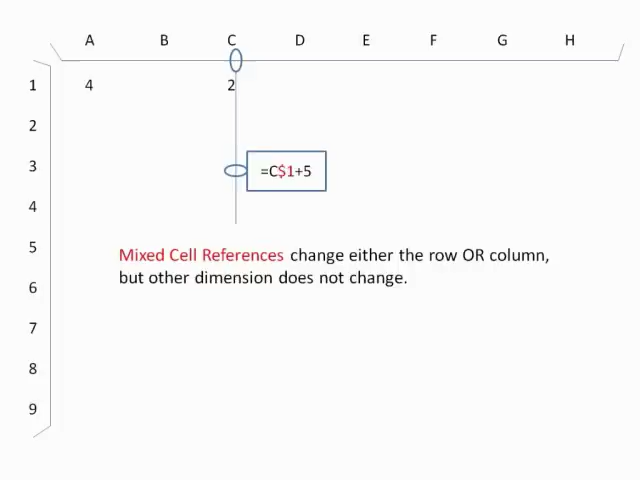 A B C D E F G H
1 4 2
2
3 =C$1+5
4
5
Mixed Cell References change either the row OR column,
but other dimension does not change.
6
7
8
9